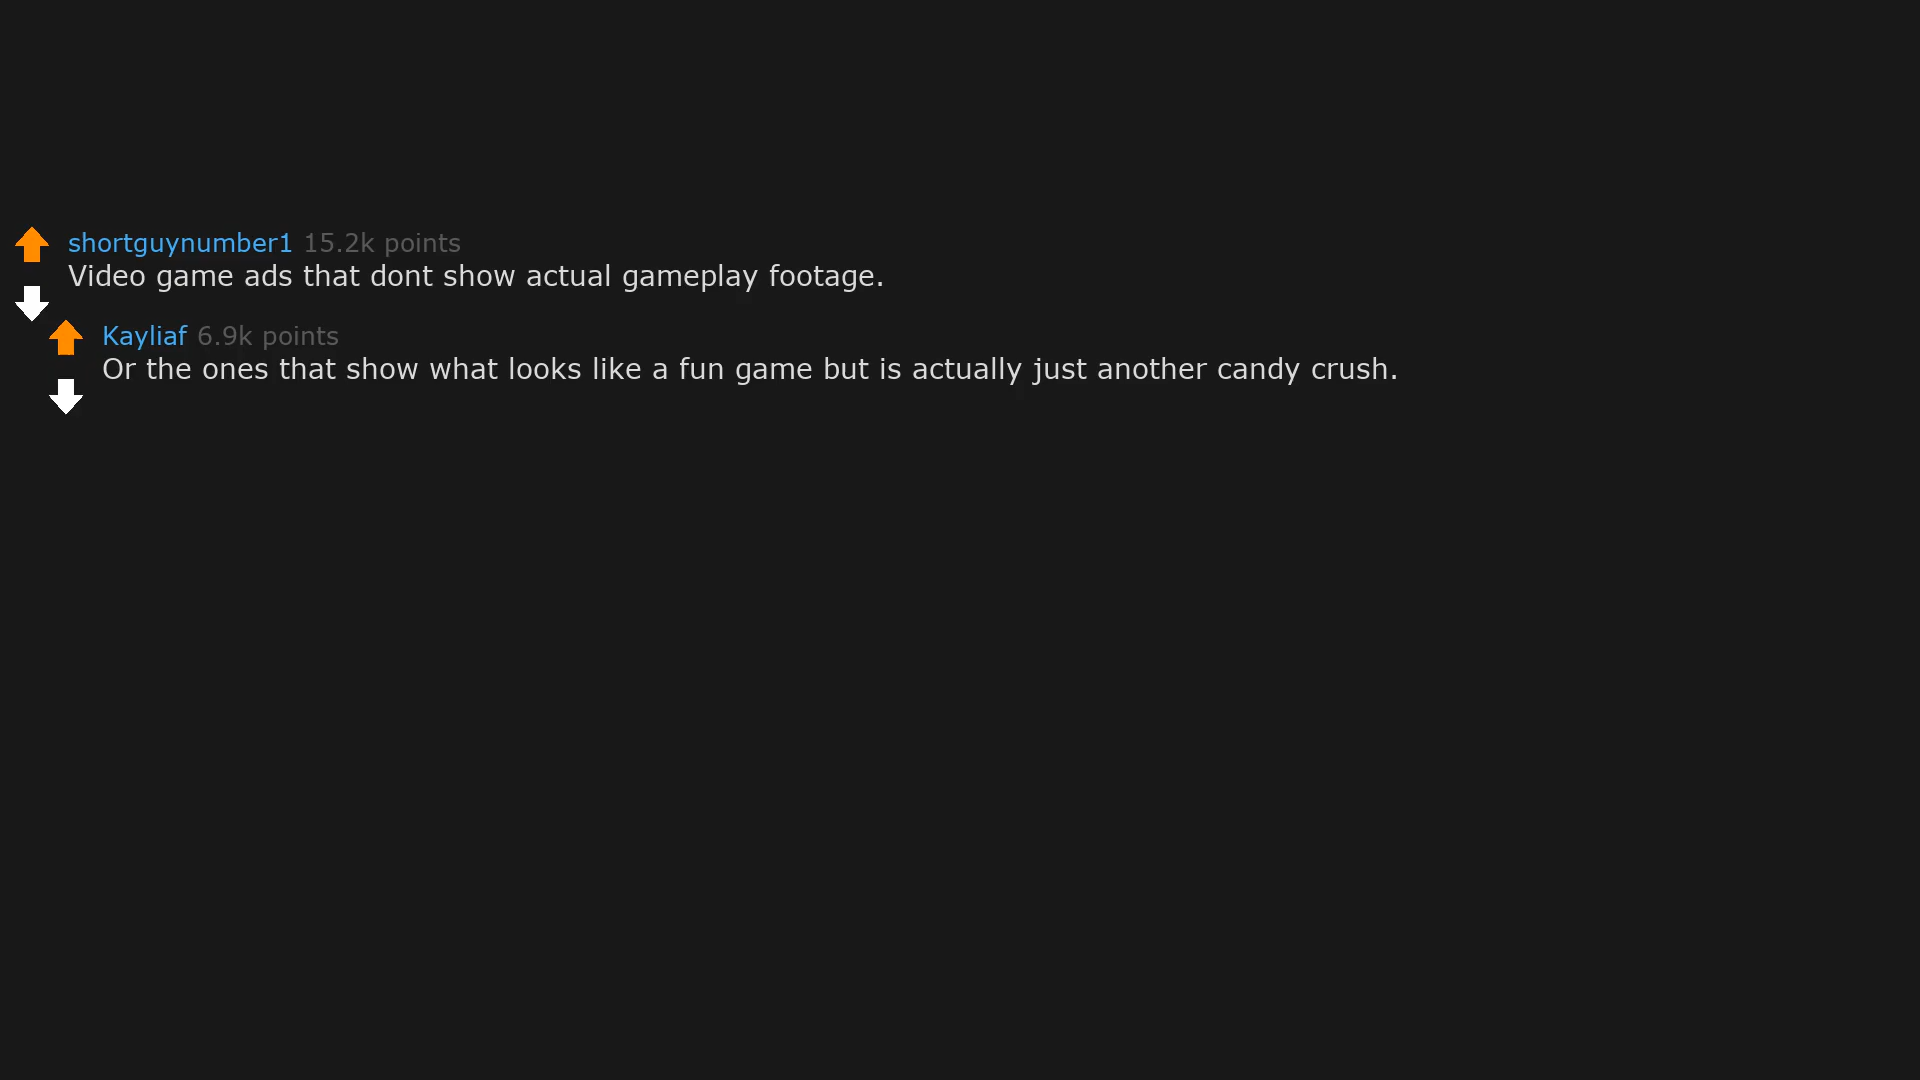 shortguynumber1 15.2k points
Video game ads that dont show actual gameplay footage.
Kayliaf 6.9k points
Or the ones that show what looks like a fun game but is actually just another candy crush.